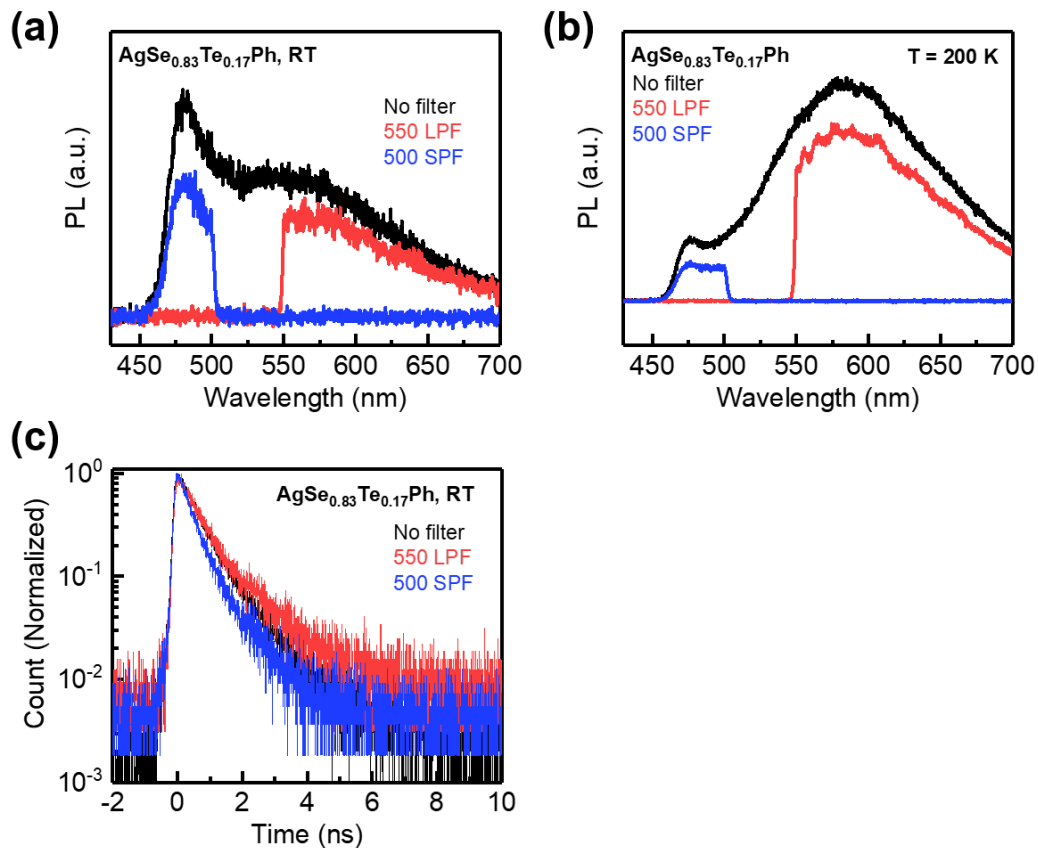 (a)
AgSe0.83Te0.17Ph, RT
No filter
550 LPF
500 SPF
PL (a.u.)
450 500 550 600 650 700
Wavelength (nm)
(b)
AgSe0.83Te0.17Ph
T = 200 K
No filter
550 LPF
500 SPF
PL (a.u.)
450 500 550 600 650 700
Wavelength (nm)
(c)
AgSe0.83Te0.17Ph, RT
No filter
550 LPF
500 SPF
Count (Normalized)
10^0
10^-1
10^-2
10^-3
-2 0 2 4 6 8 10
Time (ns)